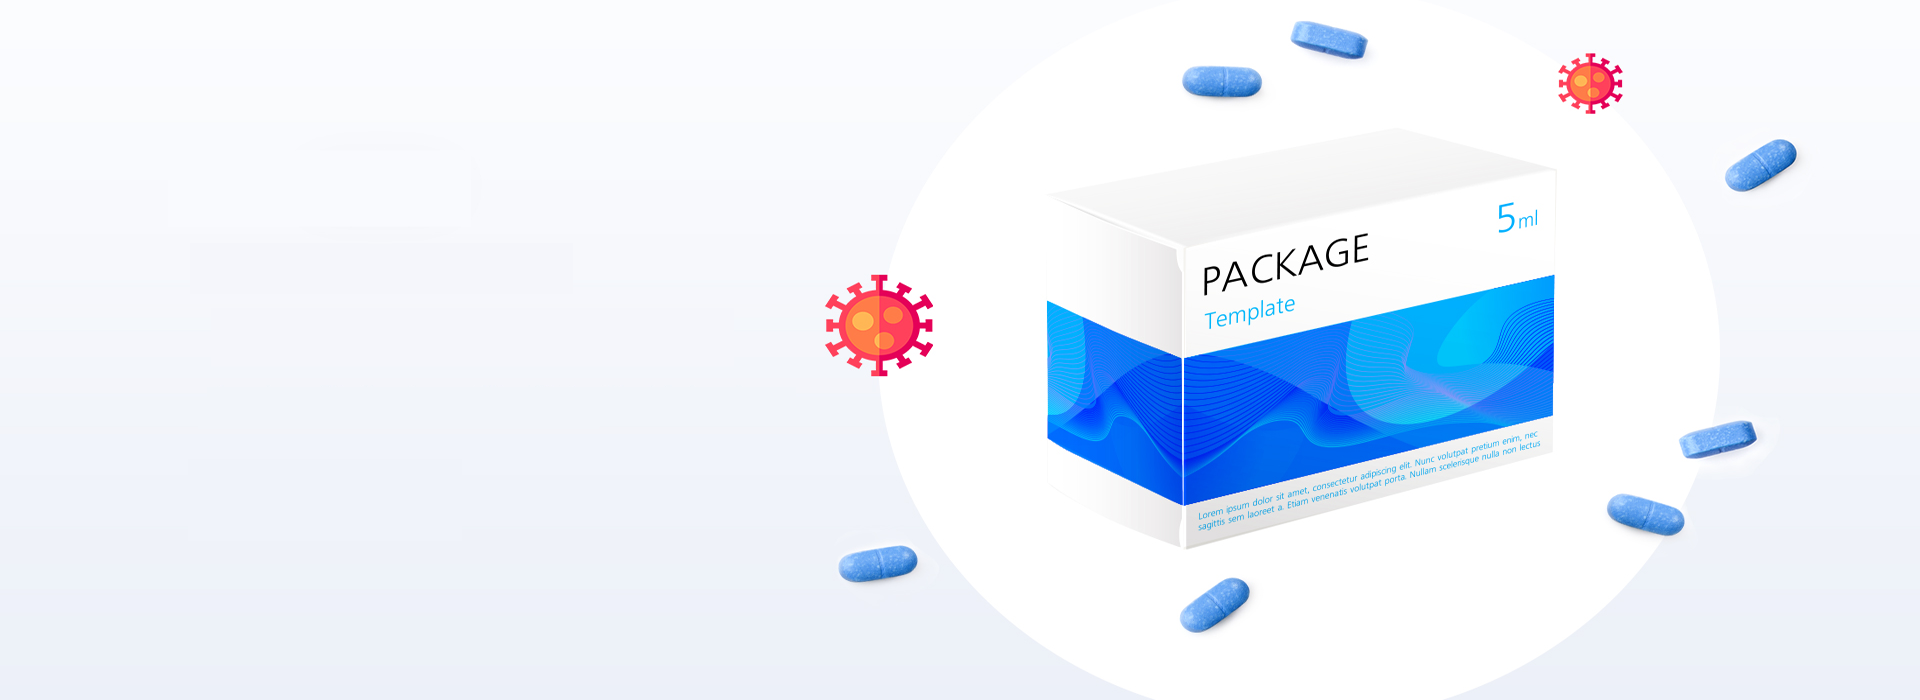 5ml
PACKAGE
Template
Lorem ipsum dolor sit amet, consectetur adipiscing elit. Nunc volutpat pretium enim, nec
sagittis sem laoreet a. Etiam venenatis volutpat porta. Nullam scelerisque nulla non lectus